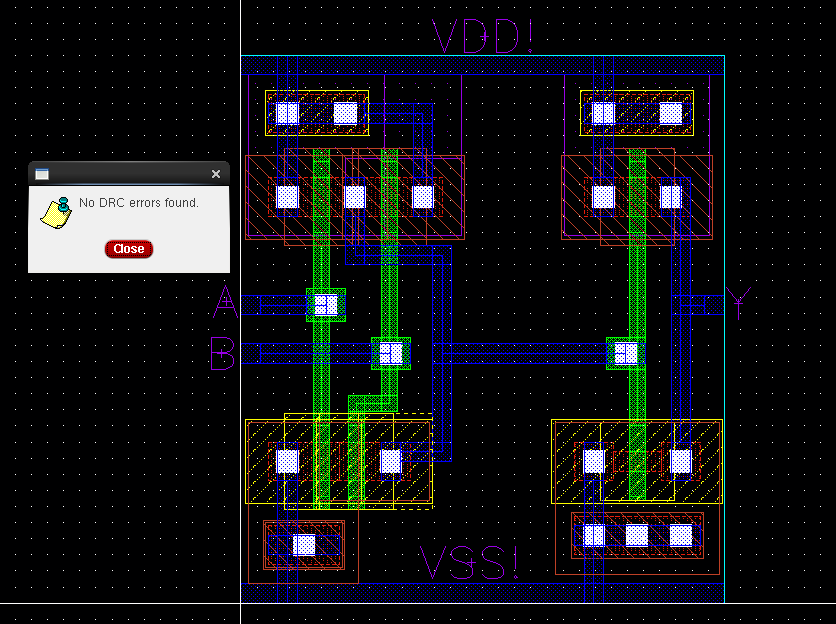 VDD!
No DRC errors found.
Close
A
Y
B
VSS!